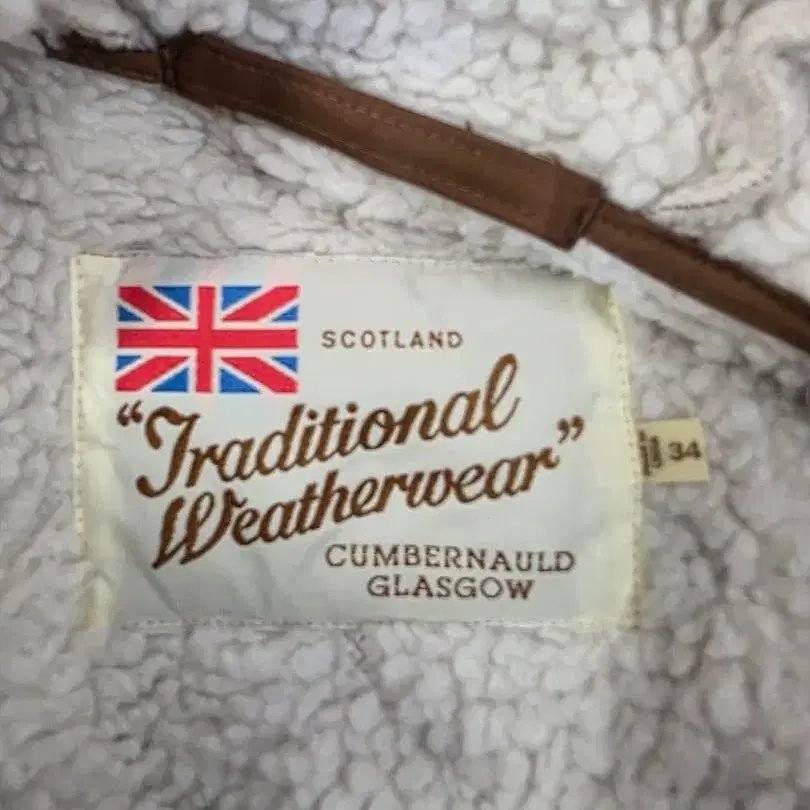 SCOTLAND
“Traditional
Weatherwear”
CUMBERNAULD
GLASGOW
34